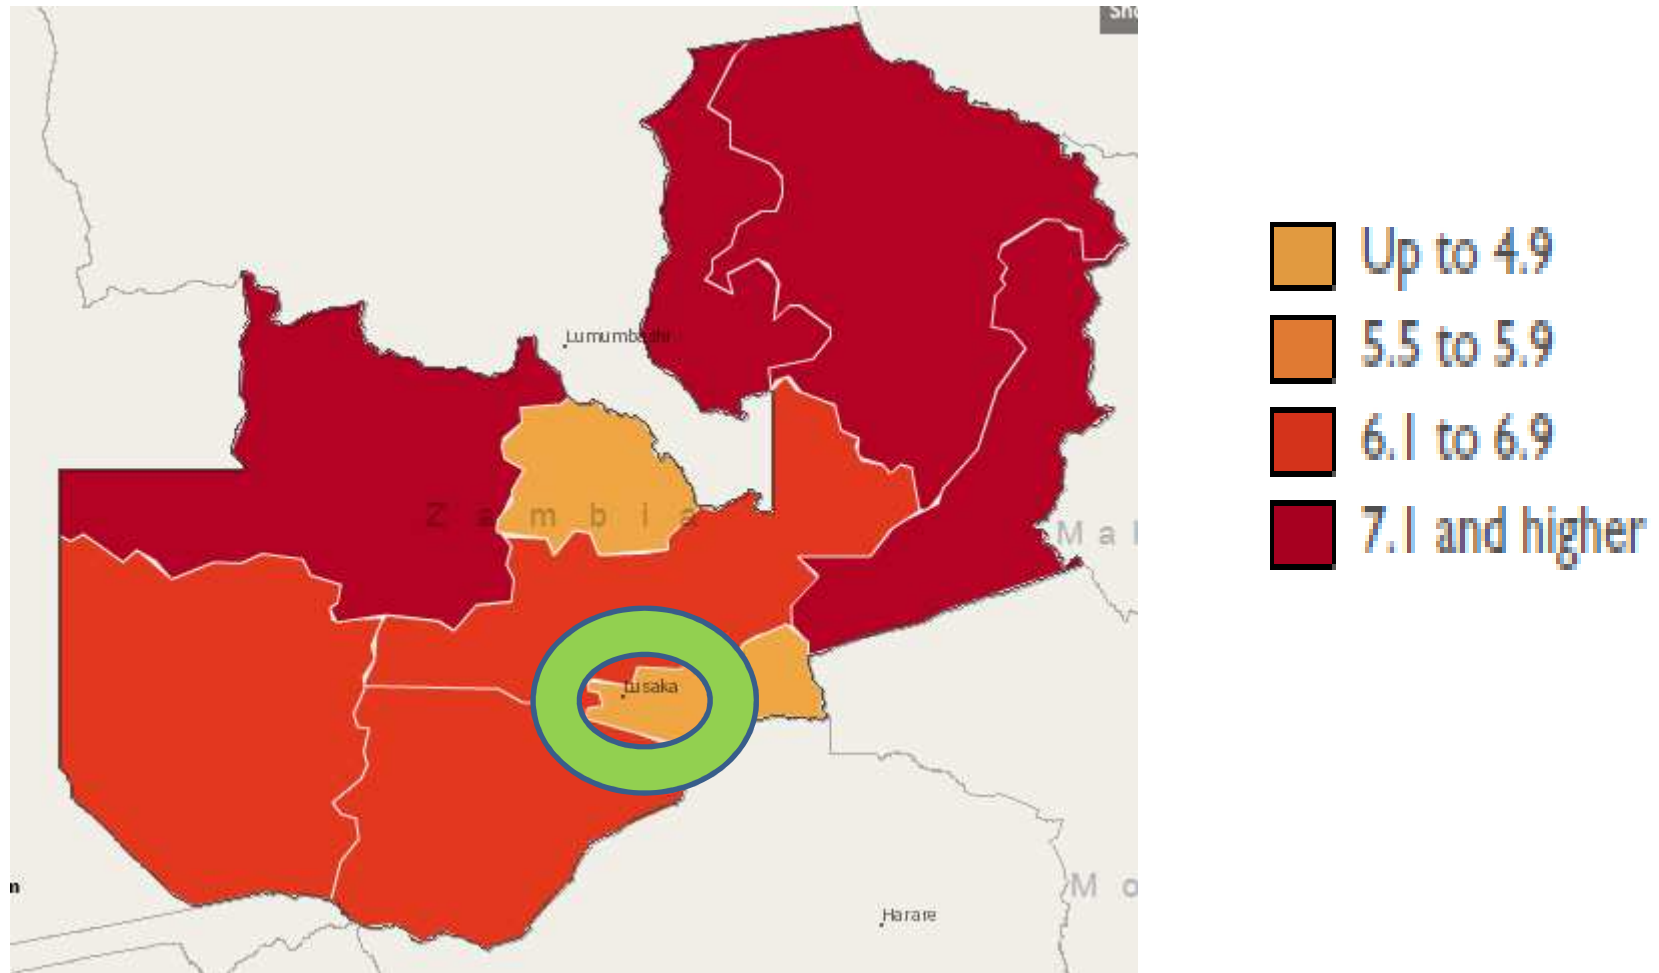 Lumumbashi
Zambia
Lusaka
Harare
Up to 4.9
5.5 to 5.9
6.1 to 6.9
7.1 and higher